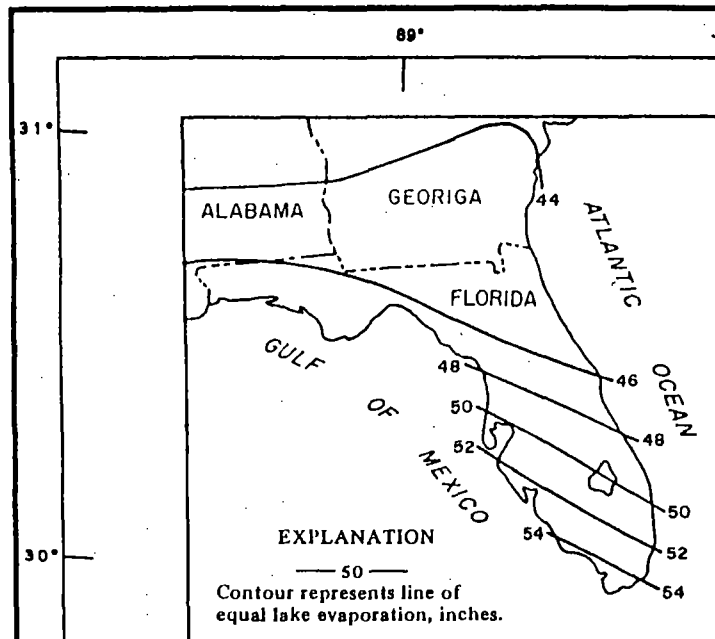 89°
31°
44
ALABAMA
GEORIGA
ATLANTIC
OCEAN
FLORIDA
GULF
OF
MEXICO
46
48
48
50
50
52
52
54
54
30°
EXPLANATION
50
Contour represents line of
equal lake evaporation, inches.